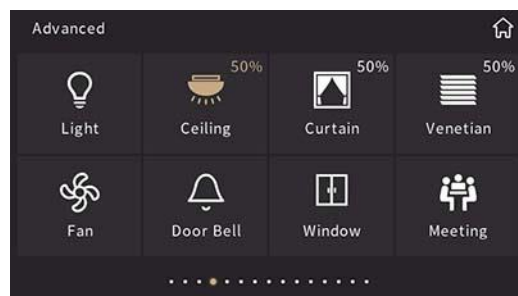 Advanced
50%
50%
50%
Light
Ceiling
Curtain
Venetian
Fan
Door Bell
Window
Meeting